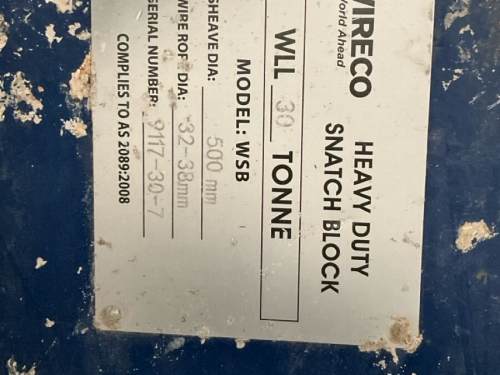 WIRECO
World Ahead
HEAVY DUTY
SNATCH BLOCK
WLL 30 TONNE
MODEL: WSB
SHEAVE DIA: 500 mm
WIRE ROPE DIA: 32-38mm
SERIAL NUMBER: 9117-30-7
COMPLIES TO AS 2089:2008